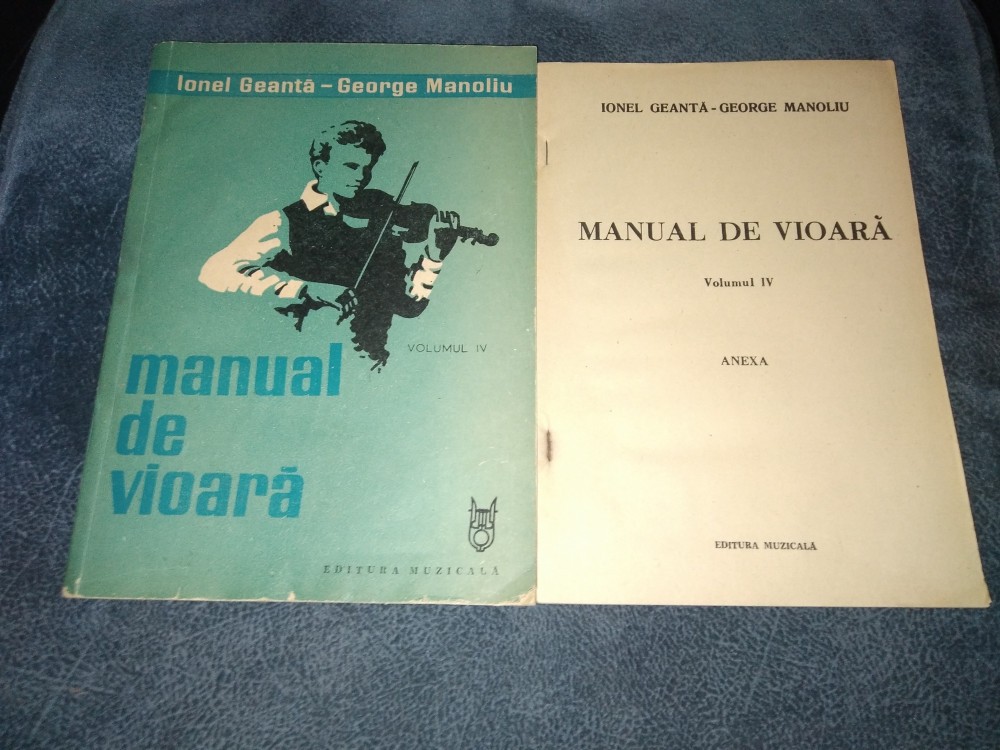 Ionel Geantă – George Manoliu
VOLUMUL IV
manual
de
vioară
EDITURA MUZICALĂ
IONEL GEANTĂ - GEORGE MANOLIU
MANUAL DE VIOARĂ
Volumul IV
ANEXA
EDITURA MUZICALĂ